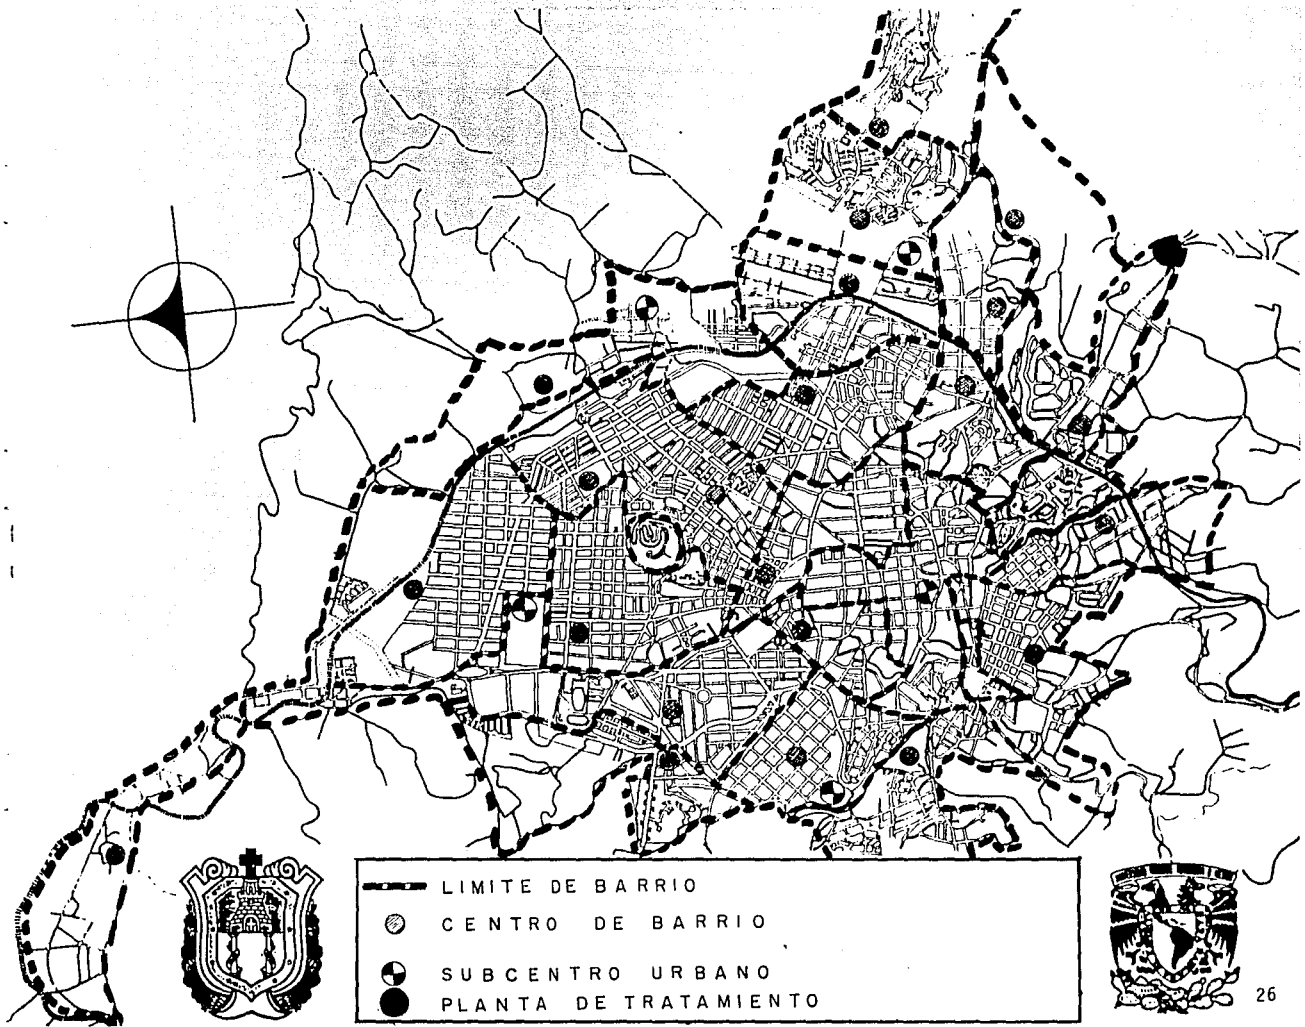 LIMITE DE BARRIO
CENTRO DE BARRIO
SUBCENTRO URBANO
PLANTA DE TRATAMIENTO
26